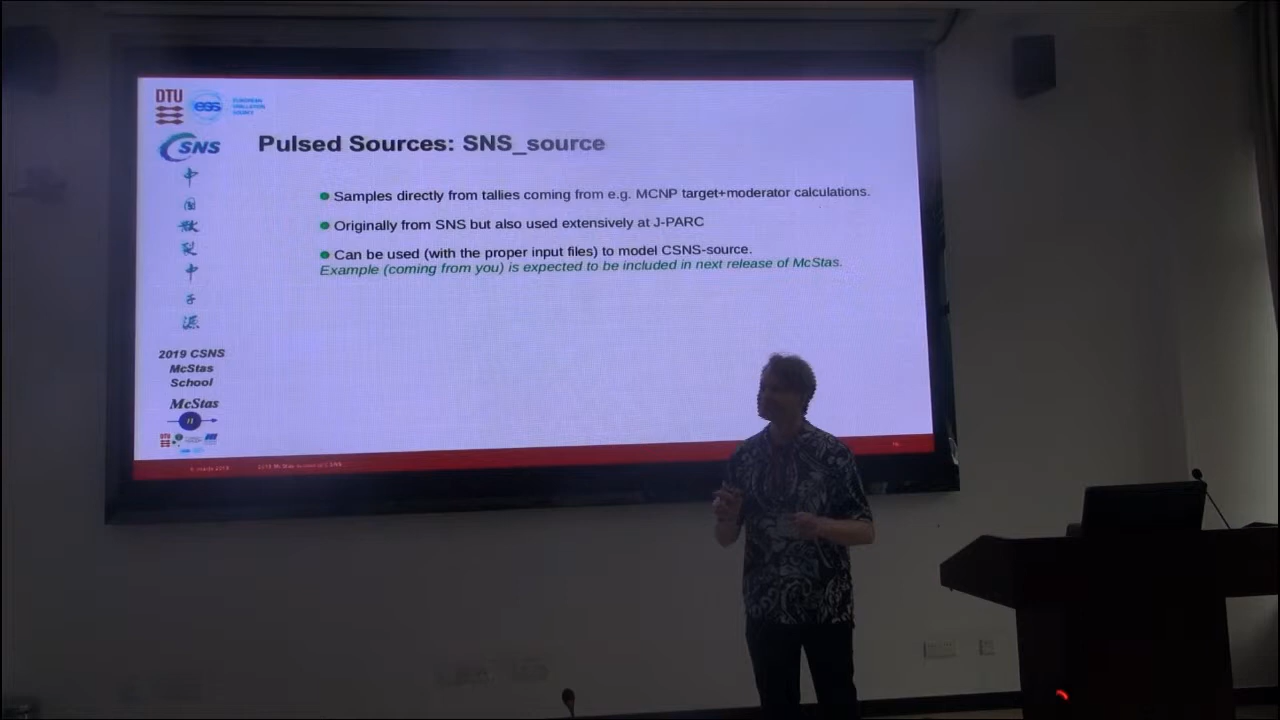 DTU
ess
EUROPEAN
SPALLATION
SOURCE
CSNS
中
国
散
裂
中
子
源
2019 CSNS
McStas
School
McStas
Pulsed Sources: SNS_source
Samples directly from tallies coming from e.g. MCNP target+moderator calculations.
Originally from SNS but also used extensively at J-PARC
Can be used (with the proper input files) to model CSNS-source.
Example (coming from you) is expected to be included in next release of McStas.
DTU